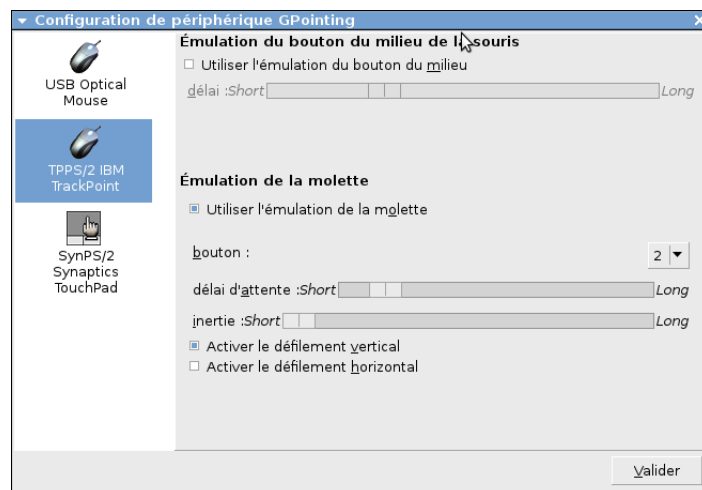 Configuration de périphérique GPointing
USB Optical
Mouse
TPPS/2 IBM
TrackPoint
SynPS/2
Synaptics
TouchPad
Émulation du bouton du milieu de la souris
Utiliser l'émulation du bouton du milieu
délai :Short Long
Émulation de la molette
Utiliser l'émulation de la molette
bouton : 2
délai d'attente :Short Long
inertie :Short Long
Activer le défilement vertical
Activer le défilement horizontal
Valider